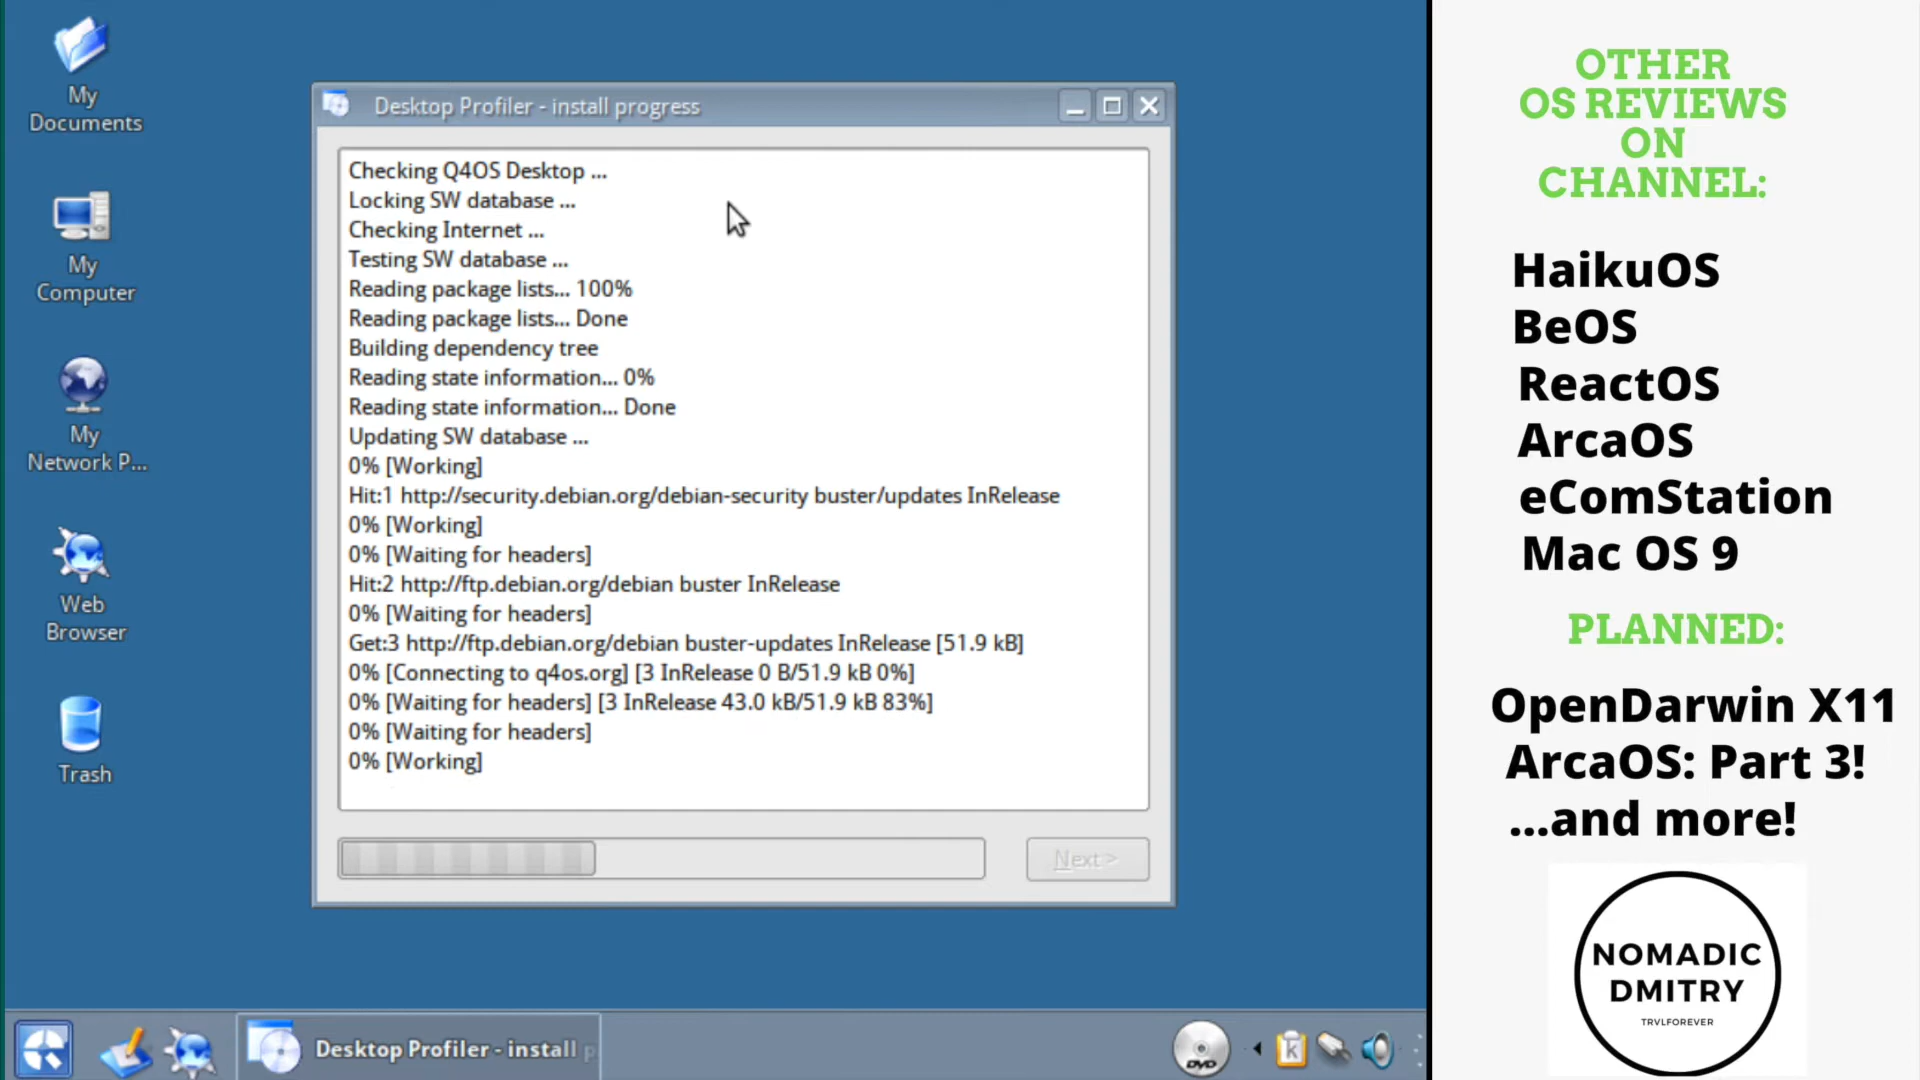 My
Documents
My
Computer
My
Network P...
Web
Browser
Trash
Desktop Profiler - install progress
Checking Q4OS Desktop ...
Locking SW database ...
Checking Internet ...
Testing SW database ...
Reading package lists... 100%
Reading package lists... Done
Building dependency tree
Reading state information... 0%
Reading state information... Done
Updating SW database ...
0% [Working]
Hit:1 http://security.debian.org/debian-security buster/updates InRelease
0% [Working]
0% [Waiting for headers]
Hit:2 http://ftp.debian.org/debian buster InRelease
0% [Waiting for headers]
Get:3 http://ftp.debian.org/debian buster-updates InRelease [51.9 kB]
0% [Connecting to q4os.org] [3 InRelease 0 B/51.9 kB 0%]
0% [Waiting for headers] [3 InRelease 43.0 kB/51.9 kB 83%]
0% [Waiting for headers]
0% [Working]
Next >
Desktop Profiler - install p
DVD
k
OTHER
OS REVIEWS
ON
CHANNEL:
HaikuOS
BeOS
ReactOS
ArcaOS
eComStation
Mac OS 9
PLANNED:
OpenDarwin X11
ArcaOS: Part 3!
...and more!
NOMADIC
DMITRY
TRVLFOREVER